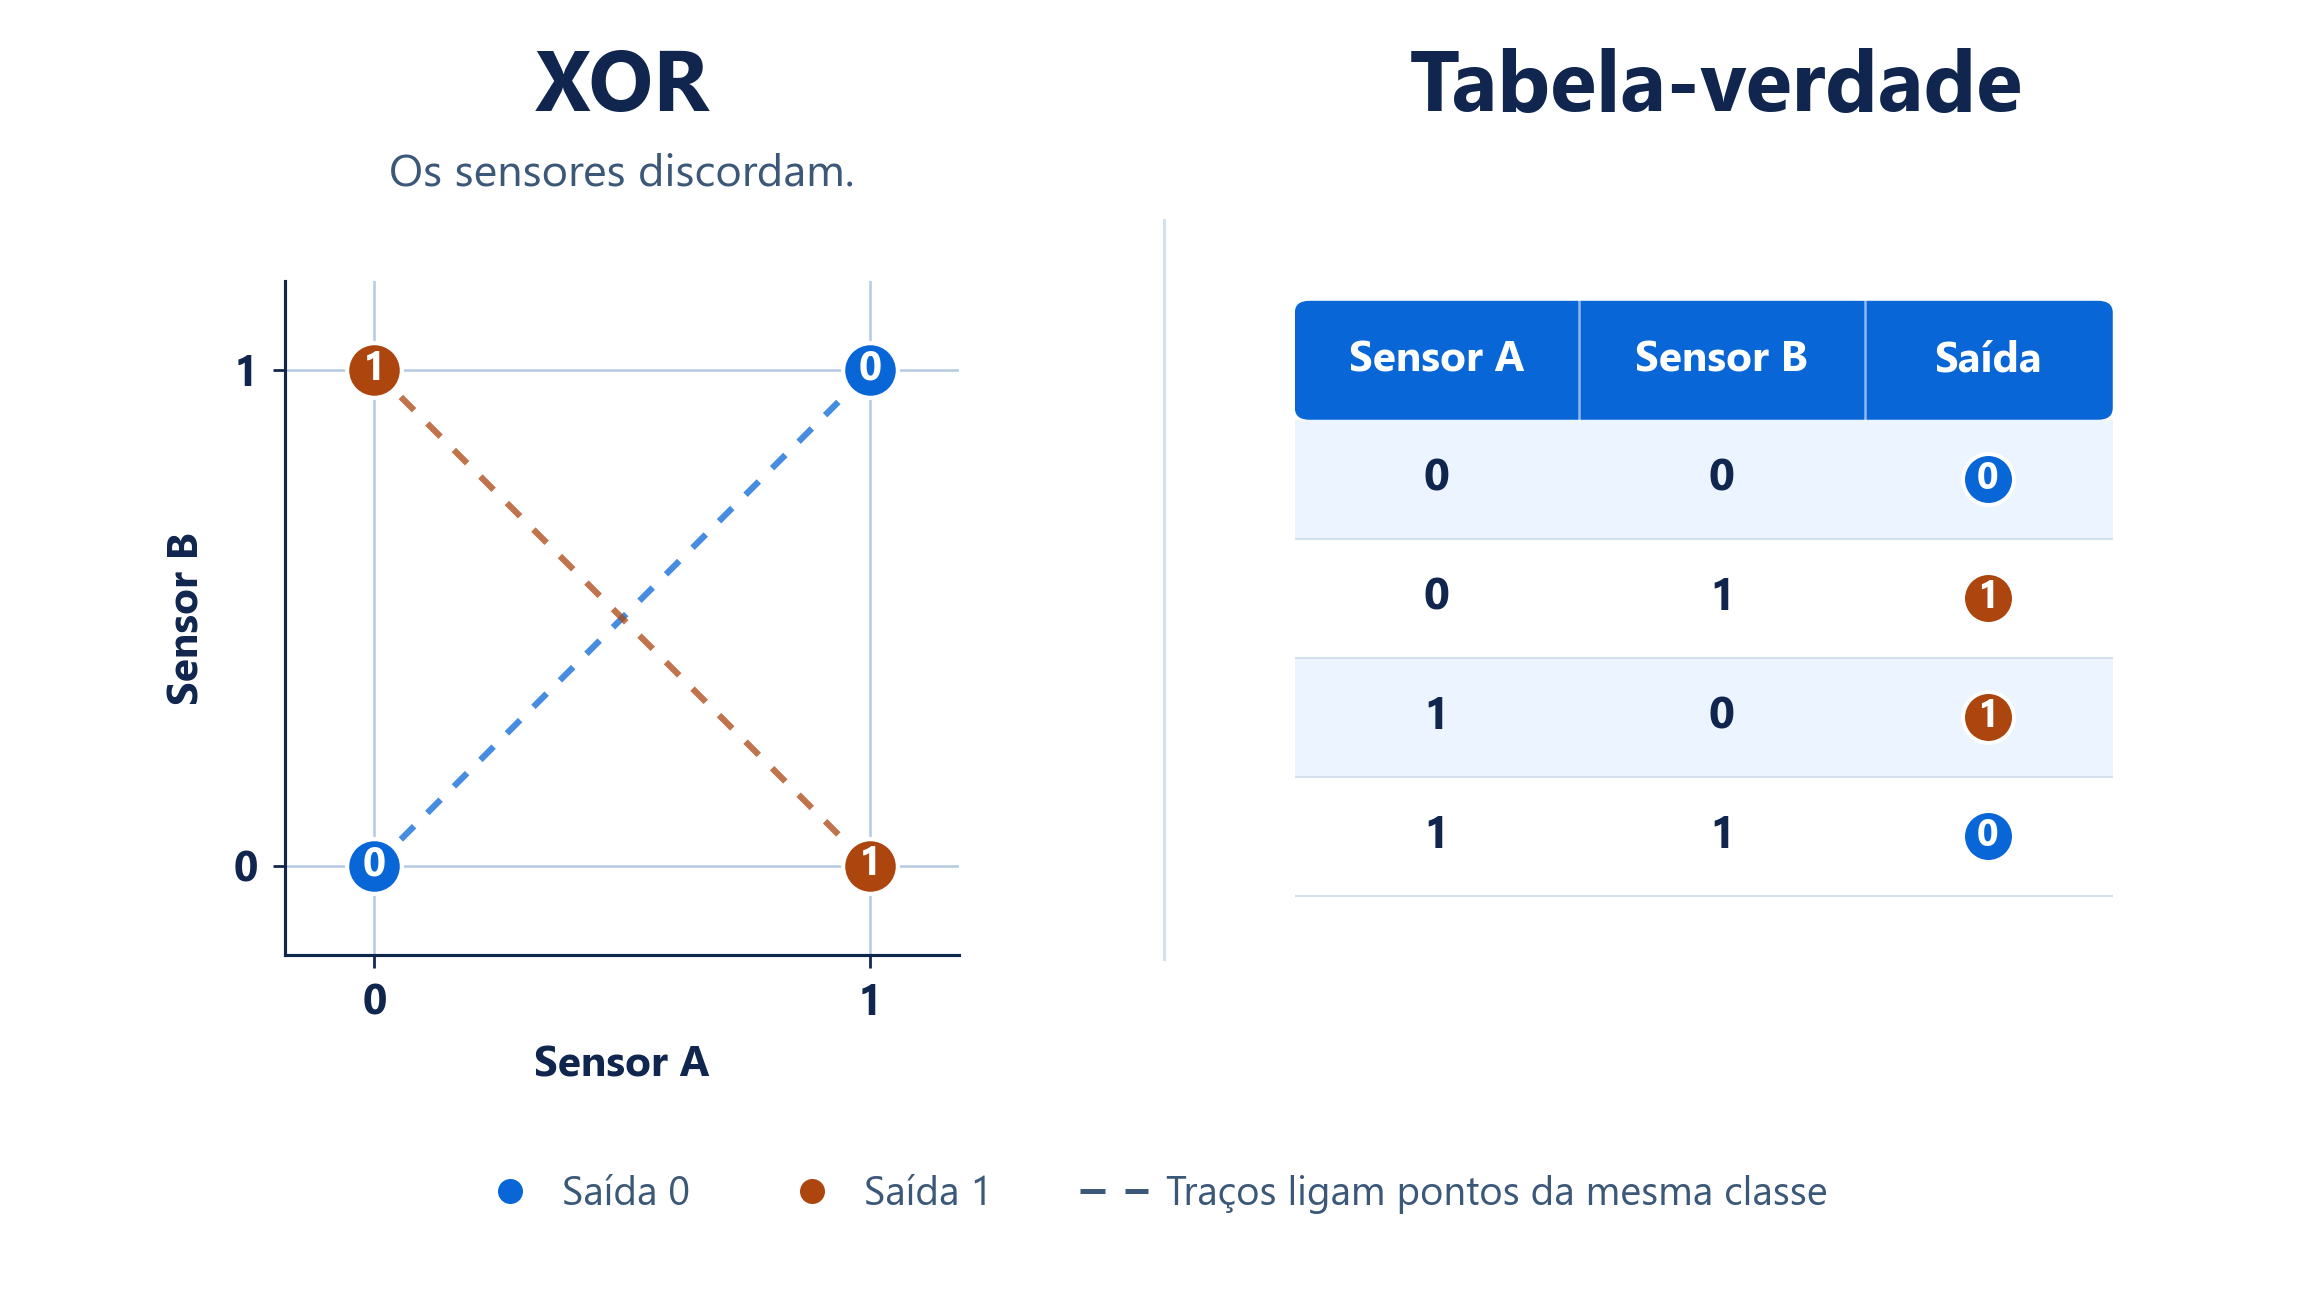 XOR
Os sensores discordam.
1
1
0
Sensor B
0
0
1
0
1
Sensor A
Tabela-verdade
Sensor A Sensor B Saída
0 0 0
0 1 1
1 0 1
1 1 0
Saída 0
Saída 1
Traços ligam pontos da mesma classe